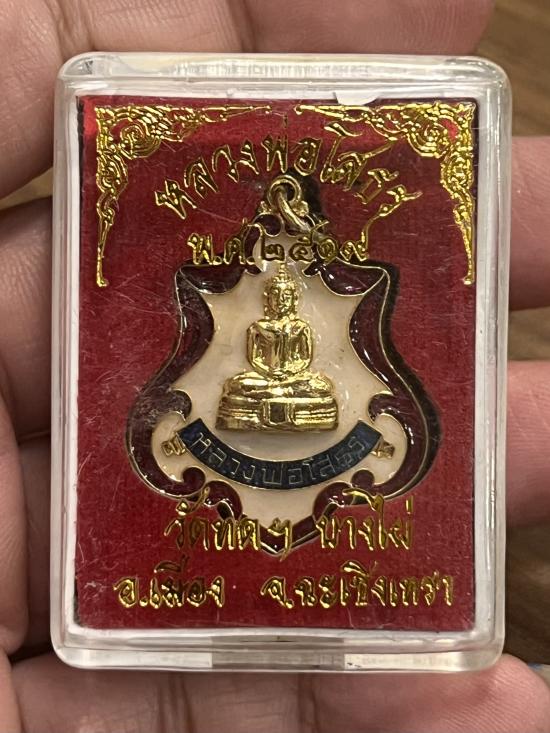 หลวงพ่อโสธร
พ.ศ.๒๕๑๙
หลวงพ่อโสธร
วัดทดฯ บางไผ่
อ.เมือง จ.ฉะเชิงเทรา